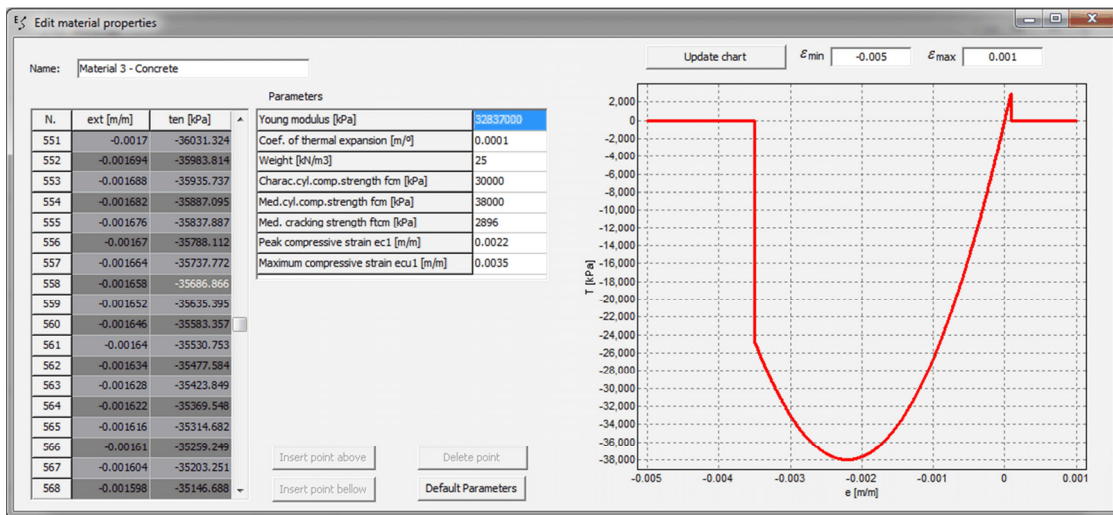 Edit material properties
Name: Material 3 - Concrete
Update chart εmin -0.005 εmax 0.001
Parameters
N. ext [m/m] ten [kPa]
551 -0.0017 -36031.324
552 -0.001694 -35983.814
553 -0.001688 -35935.737
554 -0.001682 -35887.095
555 -0.001676 -35837.887
556 -0.00167 -35788.112
557 -0.001664 -35737.772
558 -0.001658 -35686.866
559 -0.001652 -35635.395
560 -0.001646 -35583.357
561 -0.00164 -35530.753
562 -0.001634 -35477.584
563 -0.001628 -35423.849
564 -0.001622 -35369.548
565 -0.001616 -35314.682
566 -0.00161 -35259.249
567 -0.001604 -35203.251
568 -0.001598 -35146.688
Young modulus [kPa] 32837000
Coef. of thermal expansion [m/º] 0.0001
Weight [kN/m3] 25
Charac.cyl.comp.strength fcm [kPa] 30000
Med.cyl.comp.strength fcm [kPa] 38000
Med. cracking strength ftcm [kPa] 2896
Peak compressive strain ec1 [m/m] 0.0022
Maximum compressive strain ecu1 [m/m] 0.0035
Insert point above Delete point
Insert point bellow Default Parameters
T [kPa]
2,000
0
-2,000
-4,000
-6,000
-8,000
-10,000
-12,000
-14,000
-16,000
-18,000
-20,000
-22,000
-24,000
-26,000
-28,000
-30,000
-32,000
-34,000
-36,000
-38,000
-0.005 -0.004 -0.003 -0.002 -0.001 0 0.001
e [m/m]